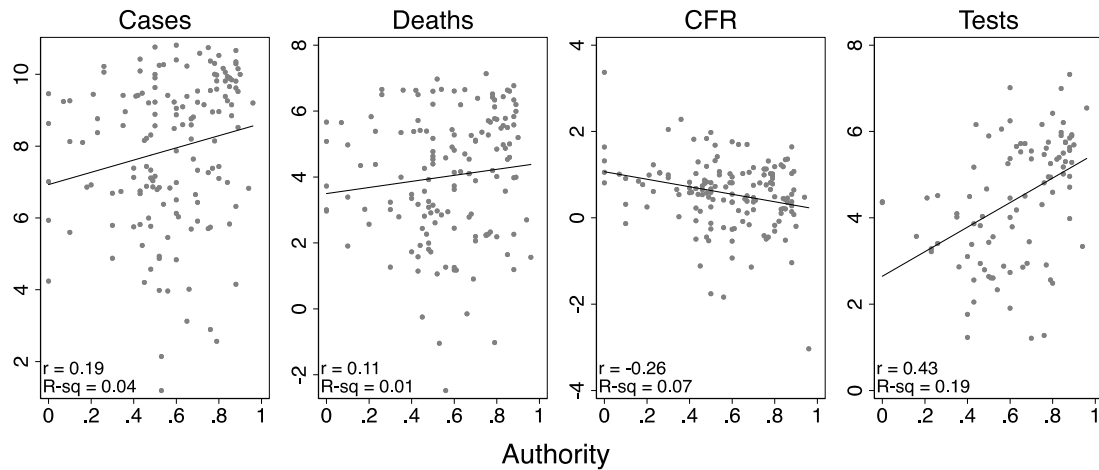 Cases
Deaths
CFR
Tests
10
8
6
4
2
r = 0.19
R-sq = 0.04
0 .2 .4 .6 .8 1
8
6
4
2
0
-2
r = 0.11
R-sq = 0.01
0 .2 .4 .6 .8 1
4
2
0
-2
-4
r = -0.26
R-sq = 0.07
0 .2 .4 .6 .8 1
8
6
4
2
0
r = 0.43
R-sq = 0.19
0 .2 .4 .6 .8 1
Authority